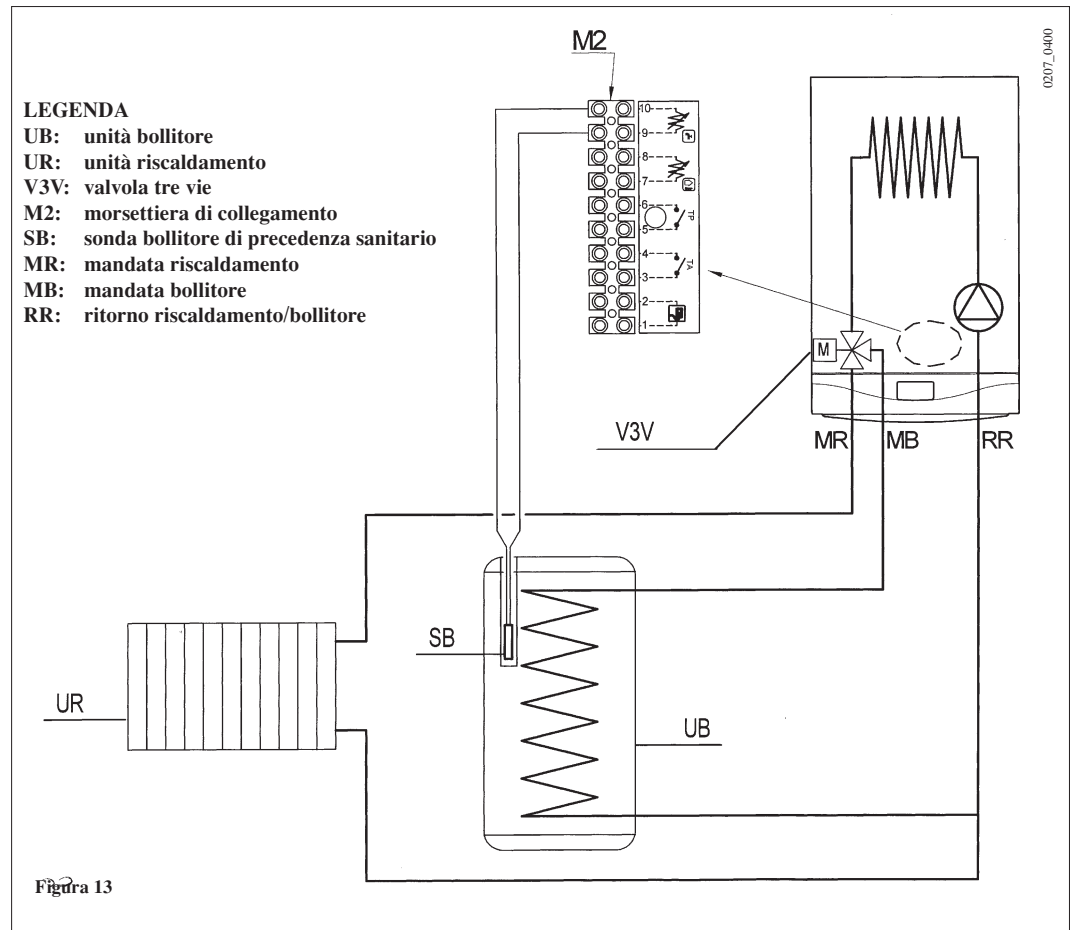 M2
0207_0400
LEGENDA
UB: unità bollitore
UR: unità riscaldamento
V3V: valvola tre vie
M2: morsettiera di collegamento
SB: sonda bollitore di precedenza sanitario
MR: mandata riscaldamento
MB: mandata bollitore
RR: ritorno riscaldamento/bollitore
10
9
8
7
6
TP
5
4
TA
3
2
1
M
V3V
MR MB RR
SB
UR
UB
Figura 13